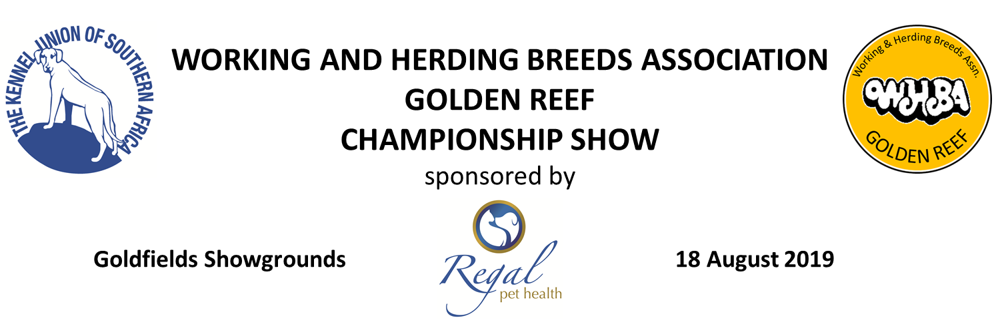 THE KENNEL UNION OF SOUTHERN AFRICA
WORKING AND HERDING BREEDS ASSOCIATION
GOLDEN REEF
CHAMPIONSHIP SHOW
sponsored by
Working & Herding Breeds Assn.
WHBA
GOLDEN REEF
Goldfields Showgrounds
Regal
pet health
18 August 2019